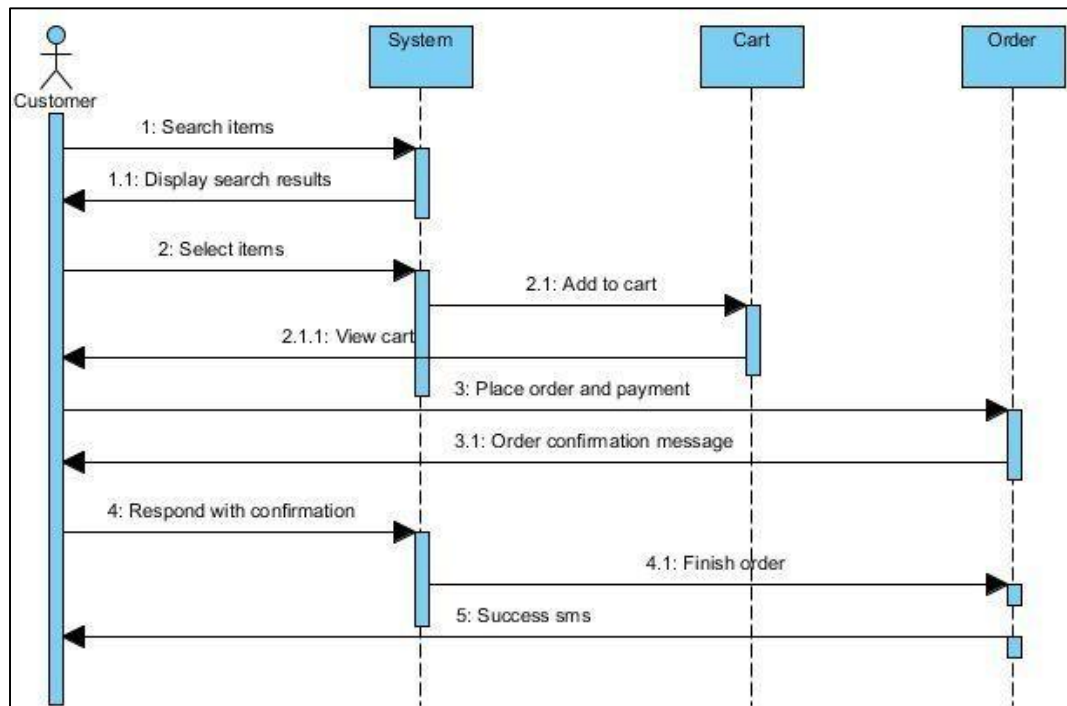 System
Cart
Order
Customer
1: Search items
1.1: Display search results
2: Select items
2.1: Add to cart
2.1.1: View cart
3: Place order and payment
3.1: Order confirmation message
4: Respond with confirmation
4.1: Finish order
5: Success sms